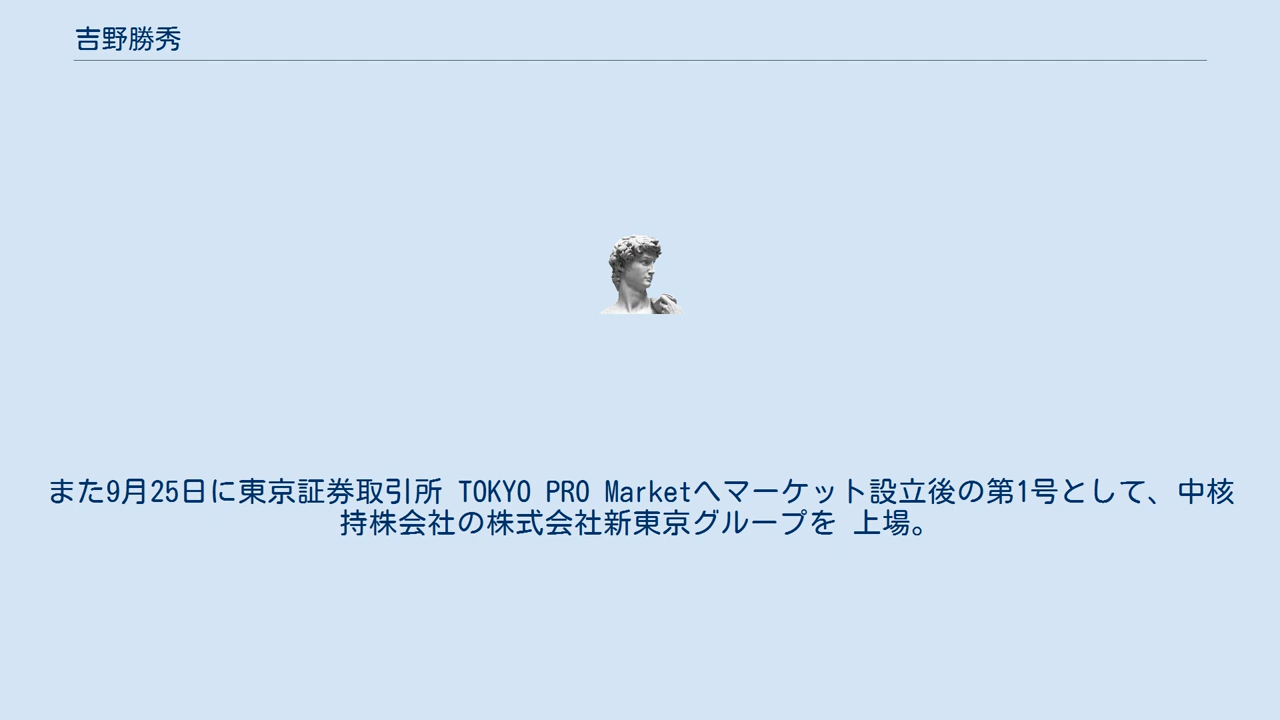 吉野勝秀
また9月25日に東京証券取引所 TOKYO PRO Marketへマーケット設立後の第1号として、中核
持株会社の株式会社新東京グループを 上場。